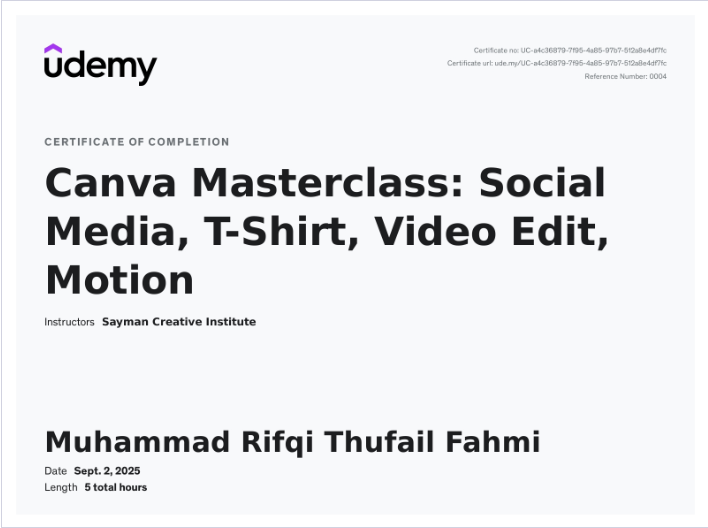 udemy
Certificate no: UC-a4c36879-7f95-4a85-97b7-512a8e4df7fc
Certificate url: ude.my/UC-a4c36879-7f95-4a85-97b7-512a8e4df7fc
Reference Number: 0004
CERTIFICATE OF COMPLETION
Canva Masterclass: Social
Media, T-Shirt, Video Edit,
Motion
Instructors Sayman Creative Institute
Muhammad Rifqi Thufail Fahmi
Date Sept. 2, 2025
Length 5 total hours